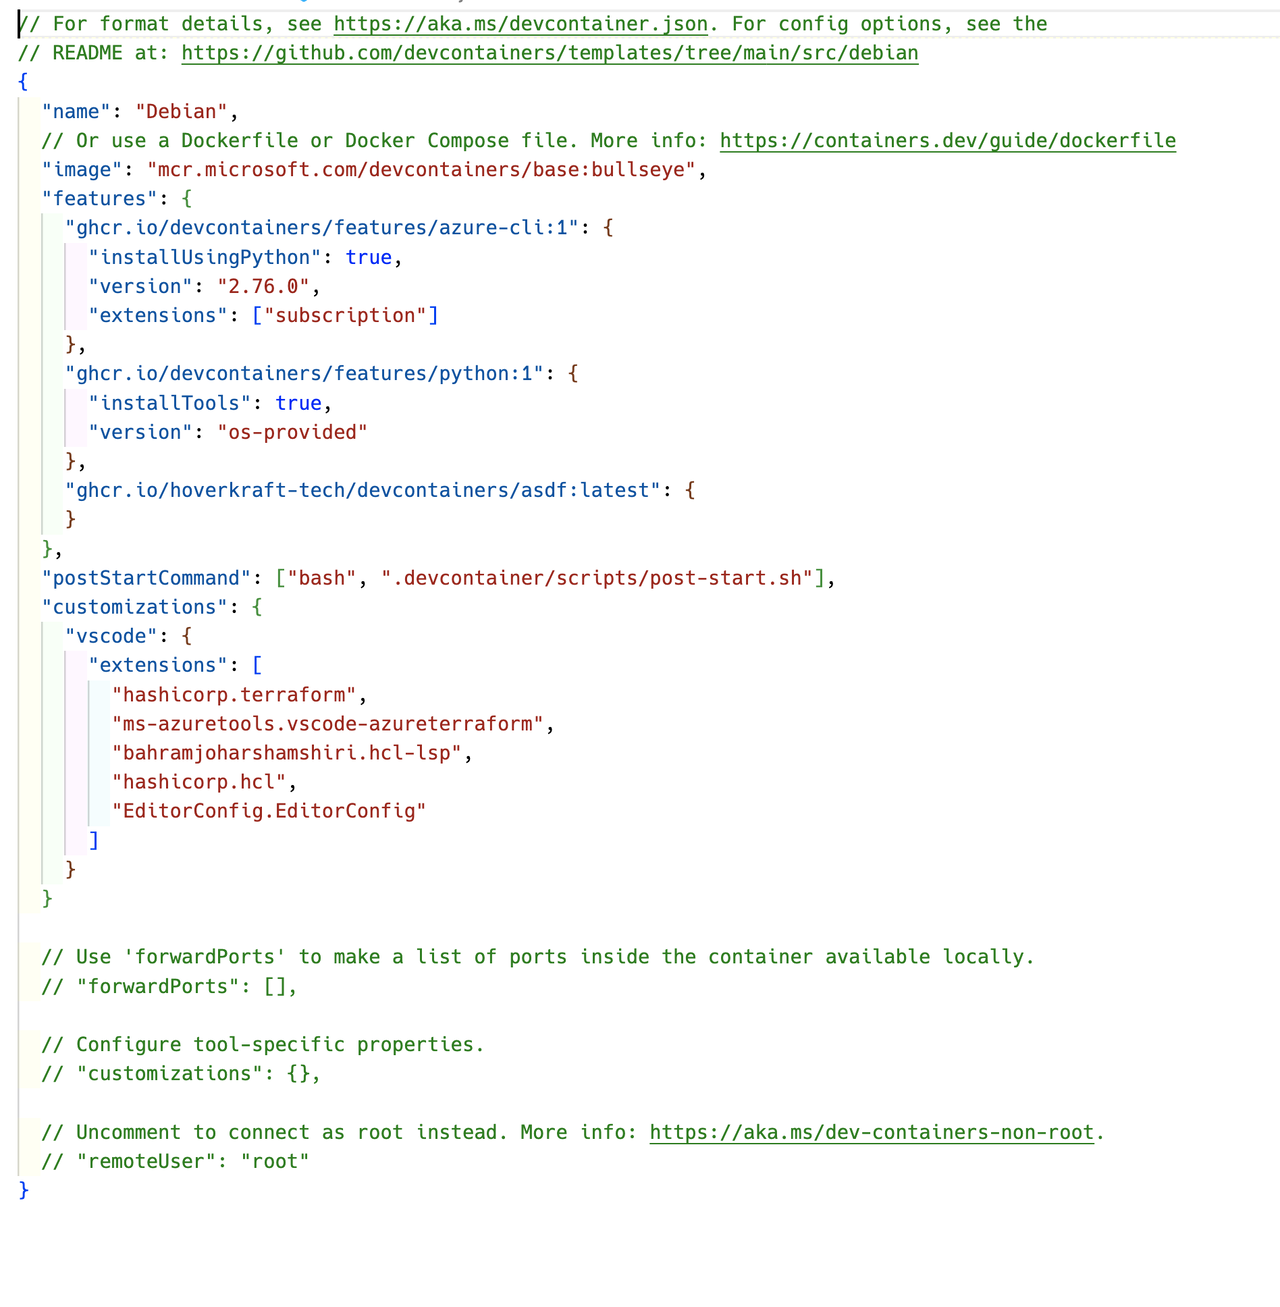 // For format details, see https://aka.ms/devcontainer.json. For config options, see the
// README at: https://github.com/devcontainers/templates/tree/main/src/debian
{
  "name": "Debian",
  // Or use a Dockerfile or Docker Compose file. More info: https://containers.dev/guide/dockerfile
  "image": "mcr.microsoft.com/devcontainers/base:bullseye",
  "features": {
    "ghcr.io/devcontainers/features/azure-cli:1": {
      "installUsingPython": true,
      "version": "2.76.0",
      "extensions": ["subscription"]
    },
    "ghcr.io/devcontainers/features/python:1": {
      "installTools": true,
      "version": "os-provided"
    },
    "ghcr.io/hoverkraft-tech/devcontainers/asdf:latest": {
    }
  },
  "postStartCommand": ["bash", ".devcontainer/scripts/post-start.sh"],
  "customizations": {
    "vscode": {
      "extensions": [
        "hashicorp.terraform",
        "ms-azuretools.vscode-azureterraform",
        "bahramjoharshamshiri.hcl-lsp",
        "hashicorp.hcl",
        "EditorConfig.EditorConfig"
      ]
    }
  }

  // Use 'forwardPorts' to make a list of ports inside the container available locally.
  // "forwardPorts": [],

  // Configure tool-specific properties.
  // "customizations": {},

  // Uncomment to connect as root instead. More info: https://aka.ms/dev-containers-non-root.
  // "remoteUser": "root"
}